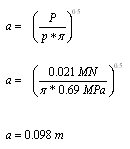 a = (P / (p * π))^0.5
a = (0.021 MN / (π * 0.69 MPa))^0.5
a = 0.098 m